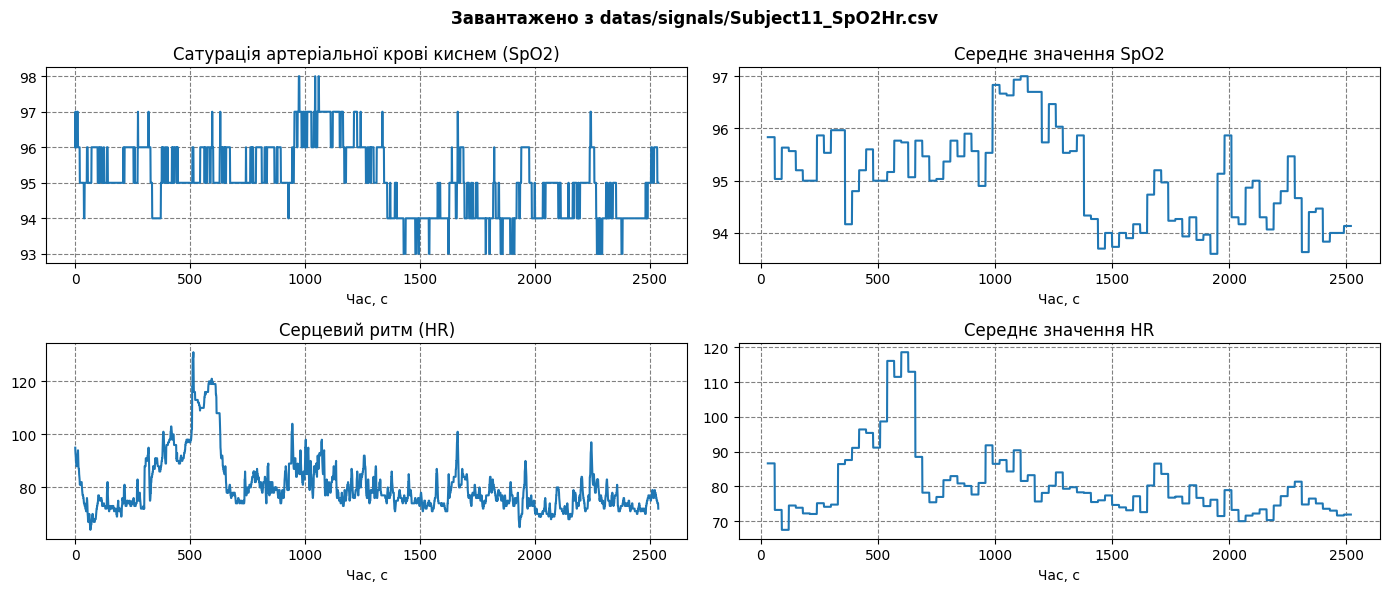 Завантажено з datas/signals/Subject11_SpO2Hr.csv
Сатурація артеріальної крові киснем (SpO2)
98
97
96
95
94
93
0 500 1000 1500 2000 2500
Час, с
Середнє значення SpO2
97
96
95
94
0 500 1000 1500 2000 2500
Час, с
Серцевий ритм (HR)
120
100
80
0 500 1000 1500 2000 2500
Час, с
Середнє значення HR
120
110
100
90
80
70
0 500 1000 1500 2000 2500
Час, с